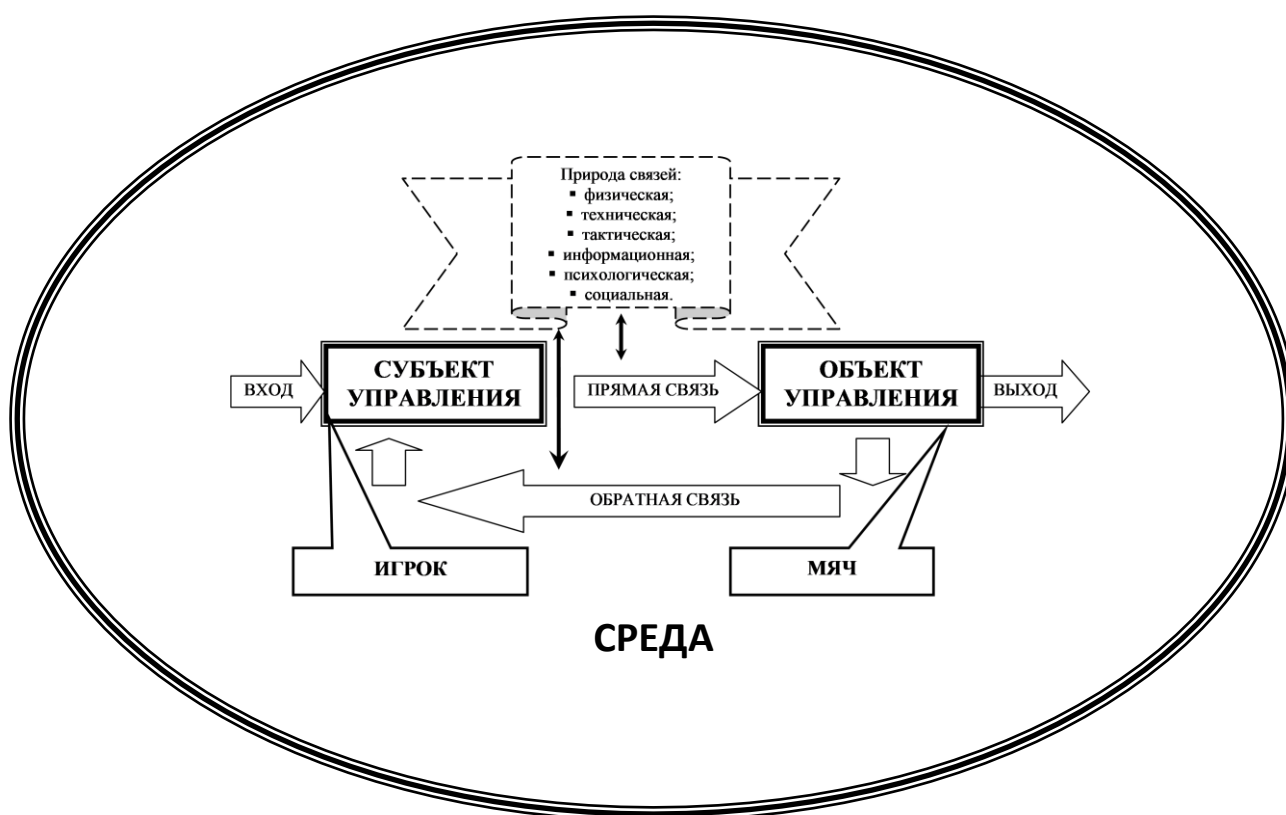 Природа связей:
▪ физическая;
▪ техническая;
▪ тактическая;
▪ информационная;
▪ психологическая;
▪ социальная.
ВХОД
СУБЪЕКТ
УПРАВЛЕНИЯ
ПРЯМАЯ СВЯЗЬ
ОБЪЕКТ
УПРАВЛЕНИЯ
ВЫХОД
ОБРАТНАЯ СВЯЗЬ
ИГРОК
МЯЧ
СРЕДА